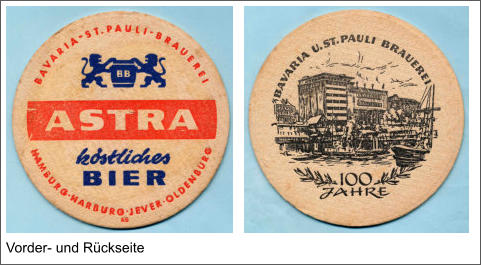 BAVARIA-ST.PAULI-BRAUEREI
BB
ASTRA
köstliches
BIER
HAMBURG-HARBURG-JEVER-OLDENBURG
BAVARIA U. ST. PAULI BRAUEREI
100
JAHRE
Vorder- und Rückseite